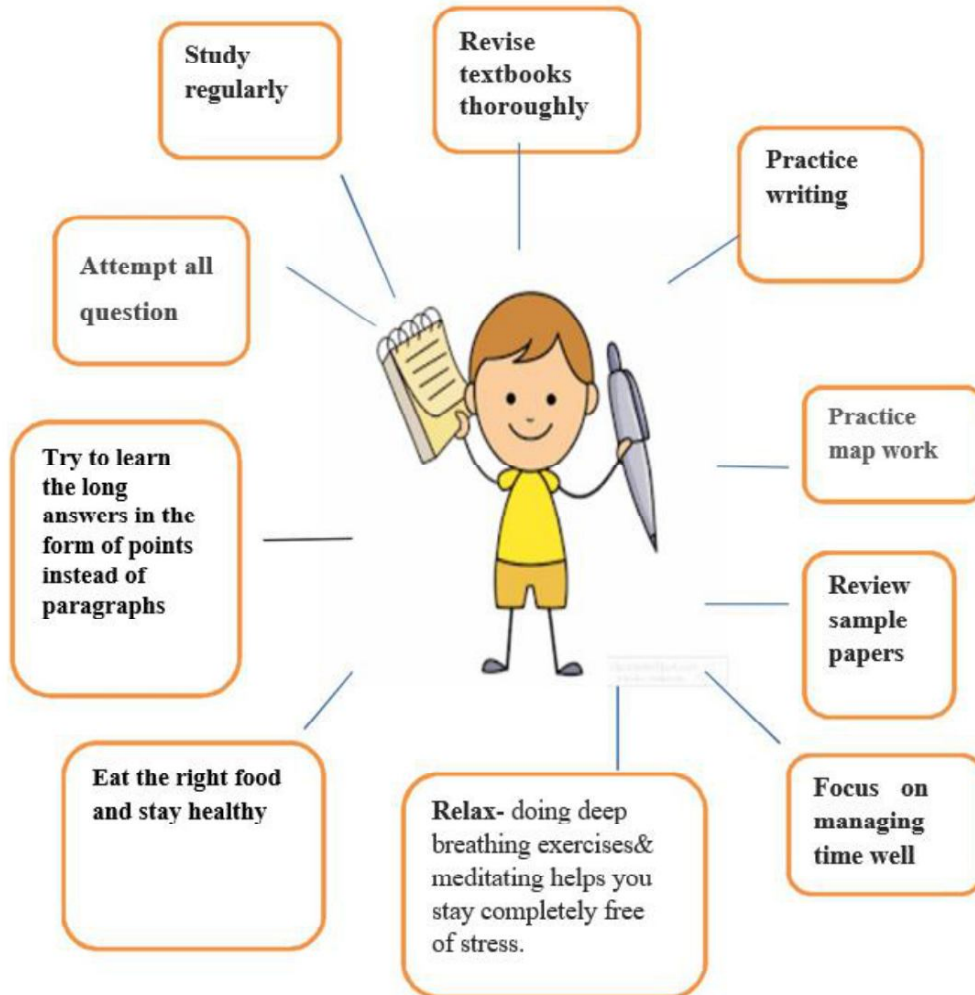 Study
regularly
Revise
textbooks
thoroughly
Practice
writing
Attempt all
question
Practice
map work
Try to learn
the long
answers in the
form of points
instead of
paragraphs
Review
sample
papers
Eat the right food
and stay healthy
Relax- doing deep
breathing exercises&
meditating helps you
stay completely free
of stress.
Focus on
managing
time well